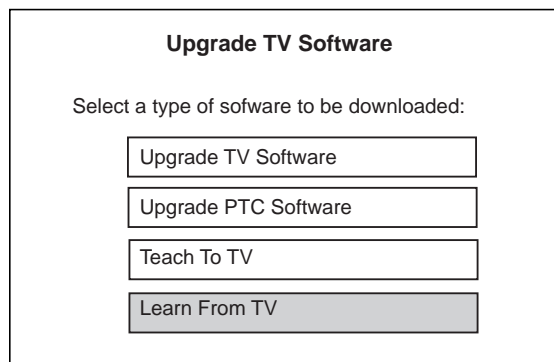 Upgrade TV Software
Select a type of sofware to be downloaded:
Upgrade TV Software
Upgrade PTC Software
Teach To TV
Learn From TV